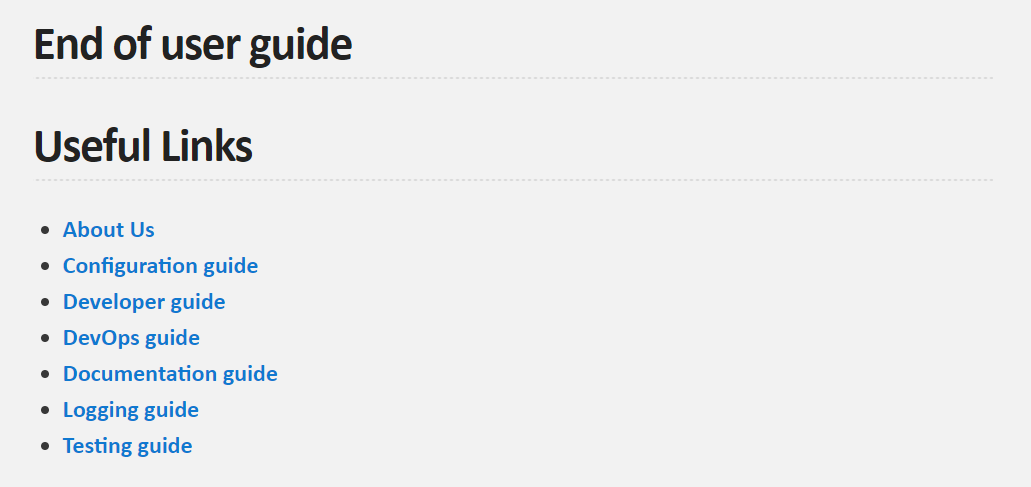 End of user guide
Useful Links
About Us
Configuration guide
Developer guide
DevOps guide
Documentation guide
Logging guide
Testing guide